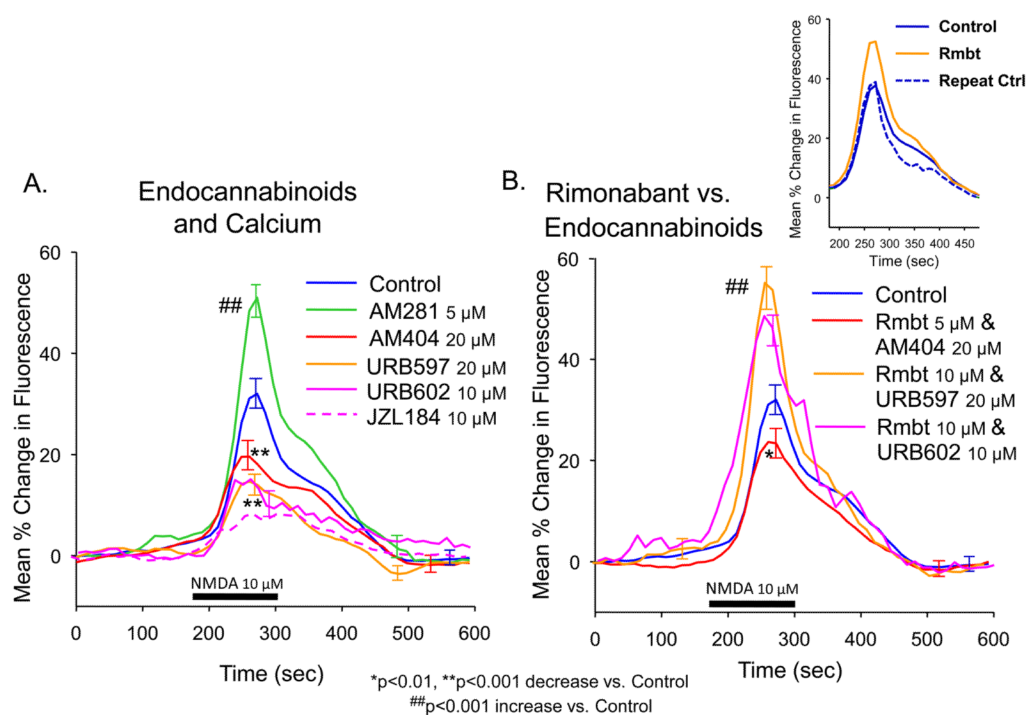 A.
Endocannabinoids
and Calcium
Mean % Change in Fluorescence
60
40
20
0
##
**
**
Control
AM281 5 µM
AM404 20 µM
URB597 20 µM
URB602 10 µM
JZL184 10 µM
NMDA 10 µM
0 100 200 300 400 500 600
Time (sec)
B.
Rimonabant vs.
Endocannabinoids
Mean % Change in Fluorescence
60
40
20
0
##
*
Control
Rmbt 5 µM &
AM404 20 µM
Rmbt 10 µM &
URB597 20 µM
Rmbt 10 µM &
URB602 10 µM
NMDA 10 µM
0 100 200 300 400 500 600
Time (sec)
Mean % Change in Fluorescence
60
40
20
0
Control
Rmbt
Repeat Ctrl
200 250 300 350 400 450
Time (sec)
*p<0.01, **p<0.001 decrease vs. Control
##p<0.001 increase vs. Control